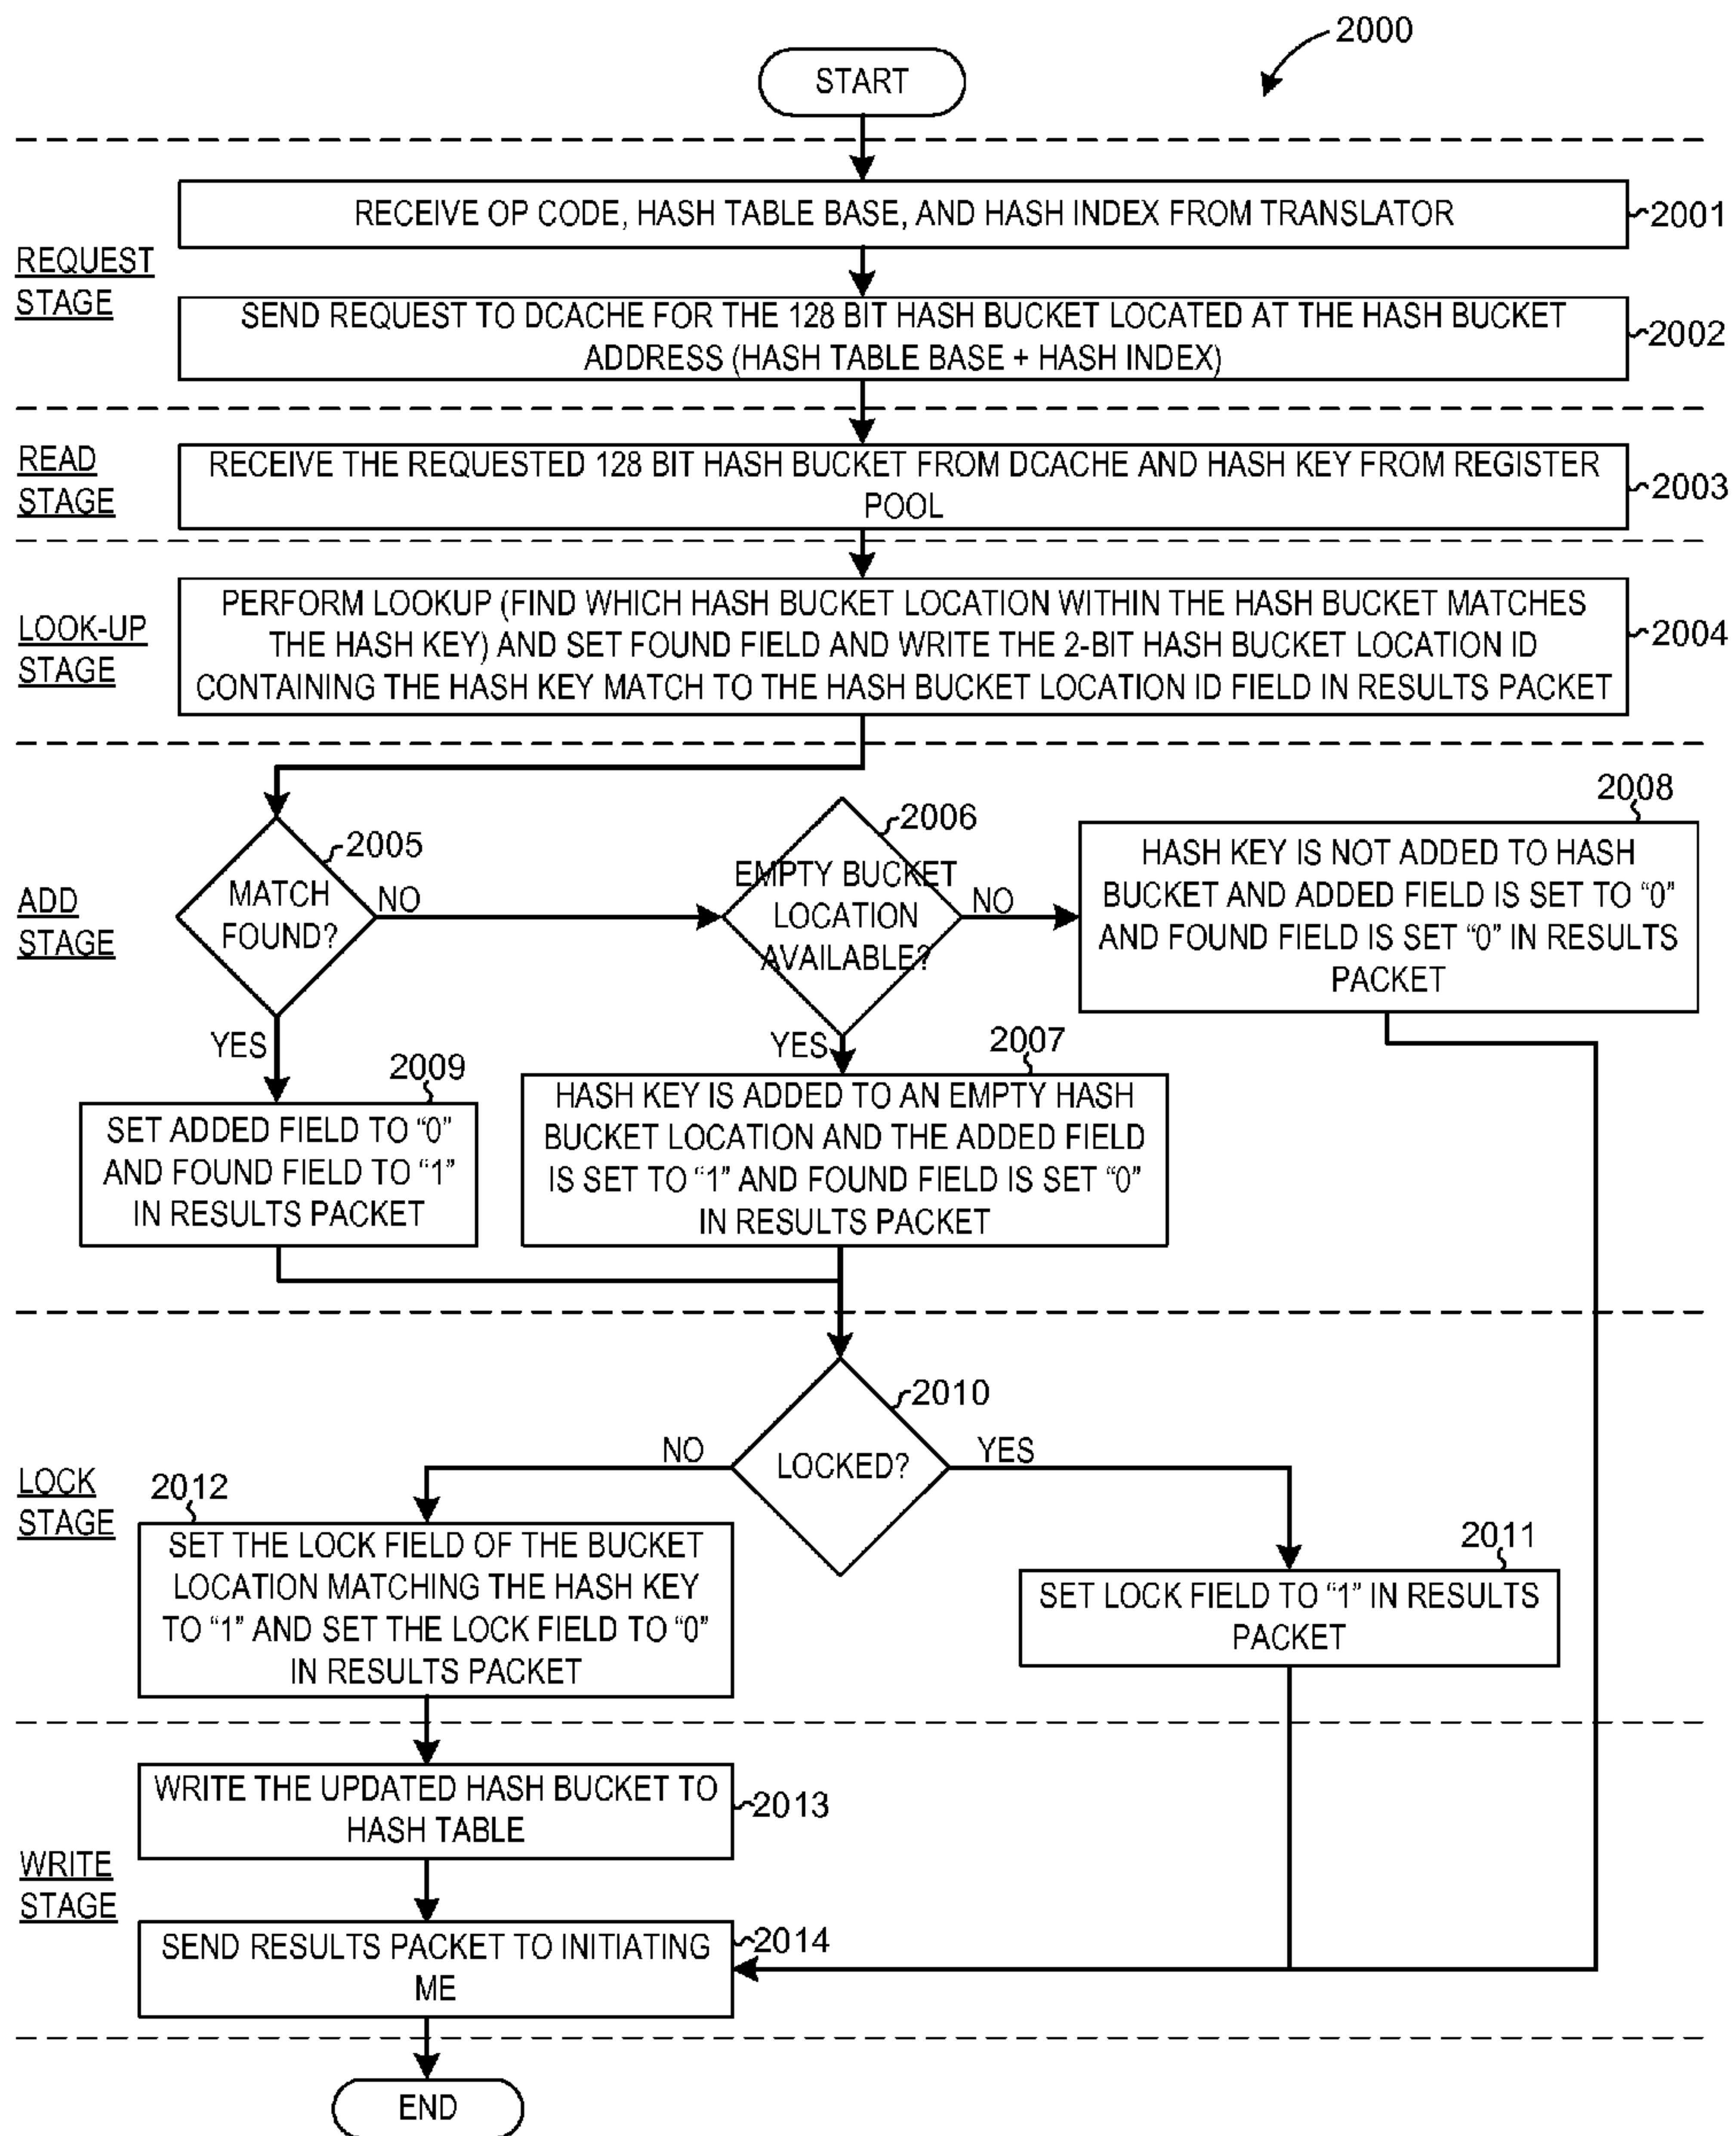 2000
START
RECEIVE OP CODE, HASH TABLE BASE, AND HASH INDEX FROM TRANSLATOR
2001
REQUEST
STAGE
SEND REQUEST TO DCACHE FOR THE 128 BIT HASH BUCKET LOCATED AT THE HASH BUCKET
ADDRESS (HASH TABLE BASE + HASH INDEX)
2002
READ
STAGE
RECEIVE THE REQUESTED 128 BIT HASH BUCKET FROM DCACHE AND HASH KEY FROM REGISTER
POOL
2003
LOOK-UP
STAGE
PERFORM LOOKUP (FIND WHICH HASH BUCKET LOCATION WITHIN THE HASH BUCKET MATCHES
THE HASH KEY) AND SET FOUND FIELD AND WRITE THE 2-BIT HASH BUCKET LOCATION ID
CONTAINING THE HASH KEY MATCH TO THE HASH BUCKET LOCATION ID FIELD IN RESULTS PACKET
2004
ADD
STAGE
2005
MATCH
FOUND?
NO
YES
2006
EMPTY BUCKET
LOCATION
AVAILABLE?
NO
YES
2008
HASH KEY IS NOT ADDED TO HASH
BUCKET AND ADDED FIELD IS SET TO “0”
AND FOUND FIELD IS SET “0” IN RESULTS
PACKET
2009
SET ADDED FIELD TO “0”
AND FOUND FIELD TO “1”
IN RESULTS PACKET
2007
HASH KEY IS ADDED TO AN EMPTY HASH
BUCKET LOCATION AND THE ADDED FIELD
IS SET TO “1” AND FOUND FIELD IS SET “0”
IN RESULTS PACKET
LOCK
STAGE
2010
LOCKED?
NO
YES
2012
SET THE LOCK FIELD OF THE BUCKET
LOCATION MATCHING THE HASH KEY
TO “1” AND SET THE LOCK FIELD TO “0”
IN RESULTS PACKET
2011
SET LOCK FIELD TO “1” IN RESULTS
PACKET
WRITE
STAGE
WRITE THE UPDATED HASH BUCKET TO
HASH TABLE
2013
SEND RESULTS PACKET TO INITIATING
ME
2014
END